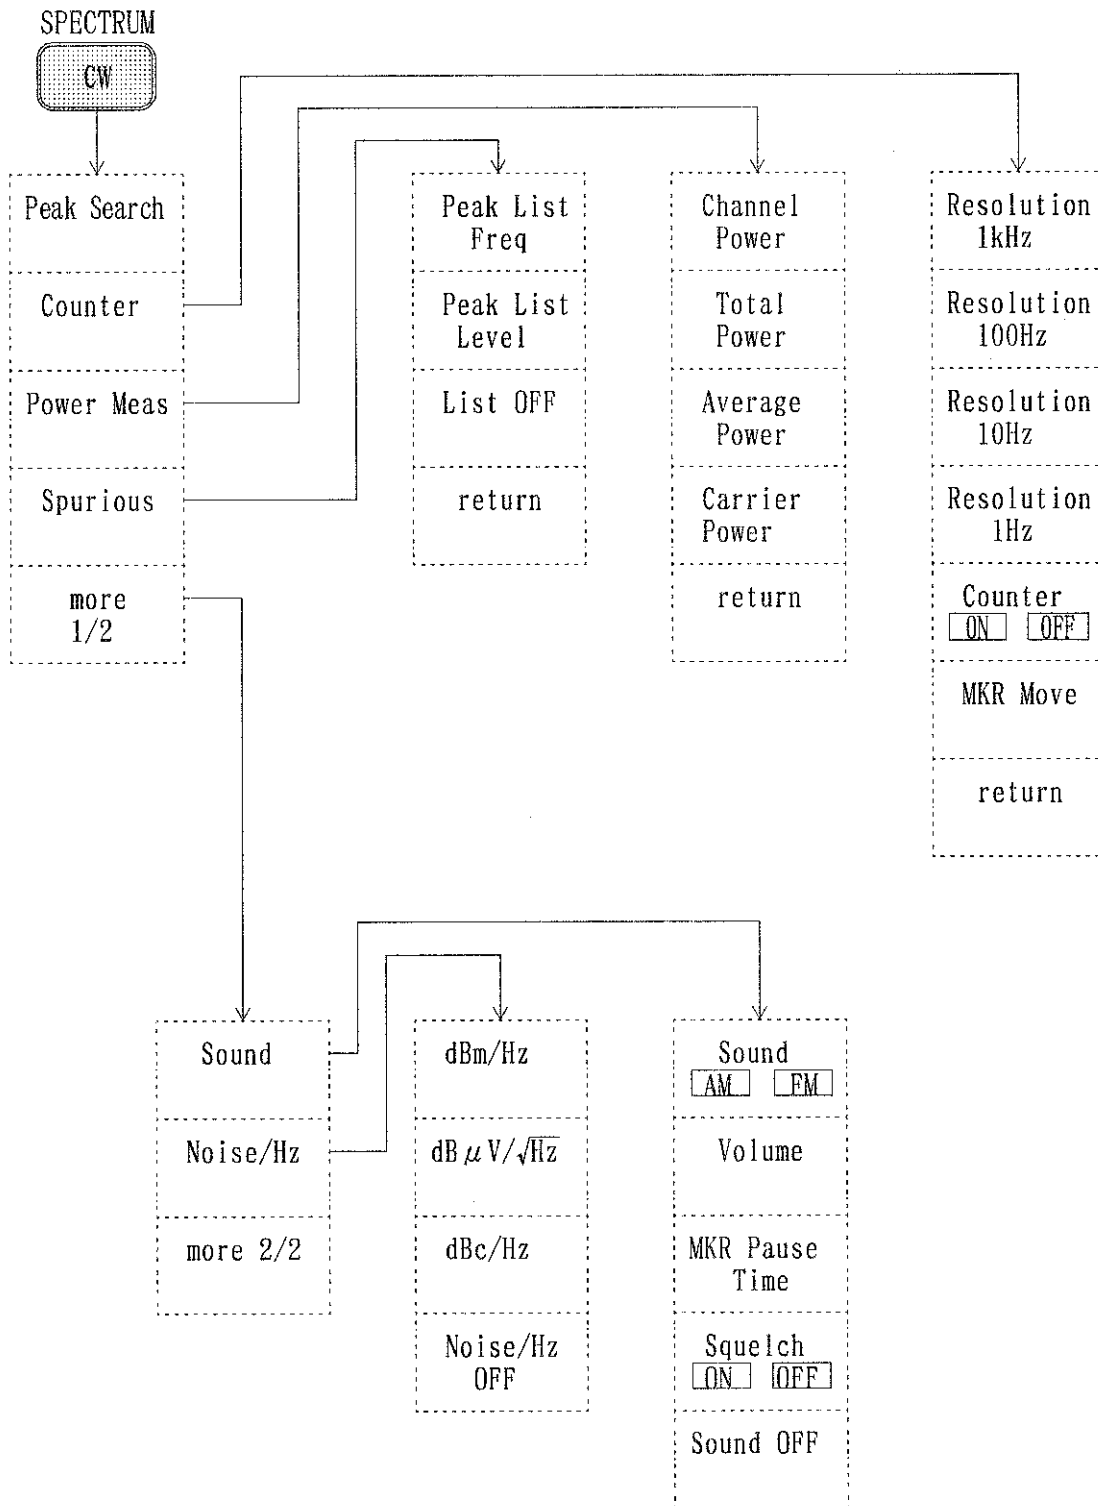 SPECTRUM
CW
Peak Search
Counter
Power Meas
Spurious
more
1/2
Peak List
Freq
Peak List
Level
List OFF
return
Channel
Power
Total
Power
Average
Power
Carrier
Power
return
Resolution
1kHz
Resolution
100Hz
Resolution
10Hz
Resolution
1Hz
Counter
ON OFF
MKR Move
return
Sound
Noise/Hz
more 2/2
dBm/Hz
dBμV/√Hz
dBc/Hz
Noise/Hz
OFF
Sound
AM FM
Volume
MKR Pause
Time
Squelch
ON OFF
Sound OFF